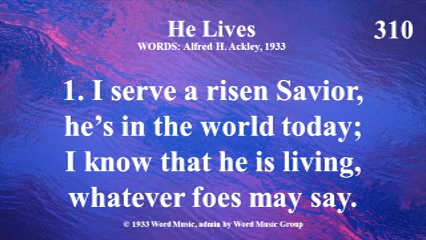 He Lives
310
WORDS: Alfred H. Ackley, 1933
1. I serve a risen Savior,
he’s in the world today;
I know that he is living,
whatever foes may say.
© 1933 Word Music, admin by Word Music Group